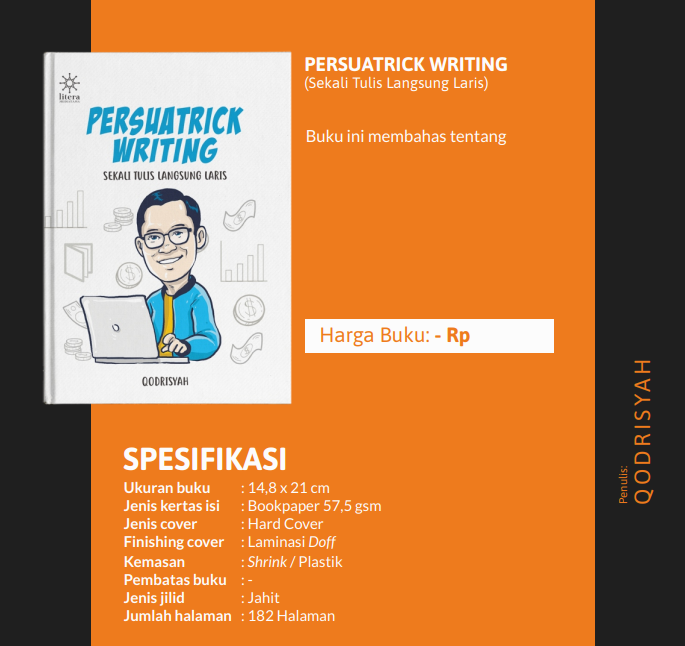 litera
PERSUATRICK
WRITING
SEKALI TULIS LANGSUNG LARIS
QODRISYAH
PERSUATRICK WRITING
(Sekali Tulis Langsung Laris)
Buku ini membahas tentang
Harga Buku: - Rp
Penulis:
QODRISYAH
SPESIFIKASI
Ukuran buku : 14,8 x 21 cm
Jenis kertas isi : Bookpaper 57,5 gsm
Jenis cover : Hard Cover
Finishing cover : Laminasi Doff
Kemasan : Shrink / Plastik
Pembatas buku : -
Jenis jilid : Jahit
Jumlah halaman : 182 Halaman